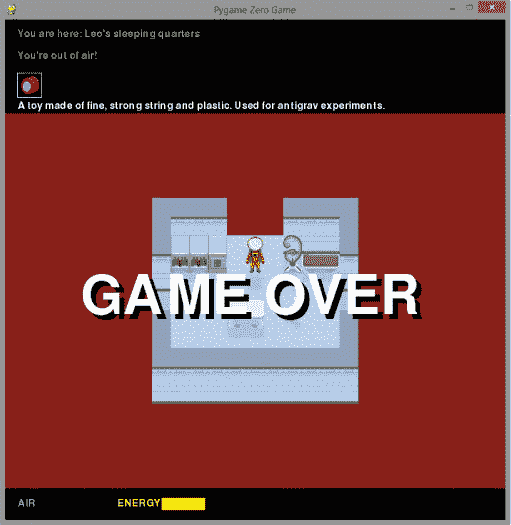 Pygame Zero Game
You are here: Leo's sleeping quarters
You're out of air!
A toy made of fine, strong string and plastic. Used for antigrav experiments.
GAME OVER
AIR ENERGY